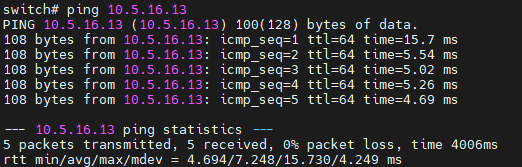 switch# ping 10.5.16.13
PING 10.5.16.13 (10.5.16.13) 100(128) bytes of data.
108 bytes from 10.5.16.13: icmp_seq=1 ttl=64 time=15.7 ms
108 bytes from 10.5.16.13: icmp_seq=2 ttl=64 time=5.54 ms
108 bytes from 10.5.16.13: icmp_seq=3 ttl=64 time=5.02 ms
108 bytes from 10.5.16.13: icmp_seq=4 ttl=64 time=5.26 ms
108 bytes from 10.5.16.13: icmp_seq=5 ttl=64 time=4.69 ms
--- 10.5.16.13 ping statistics ---
5 packets transmitted, 5 received, 0% packet loss, time 4006ms
rtt min/avg/max/mdev = 4.694/7.248/15.730/4.249 ms